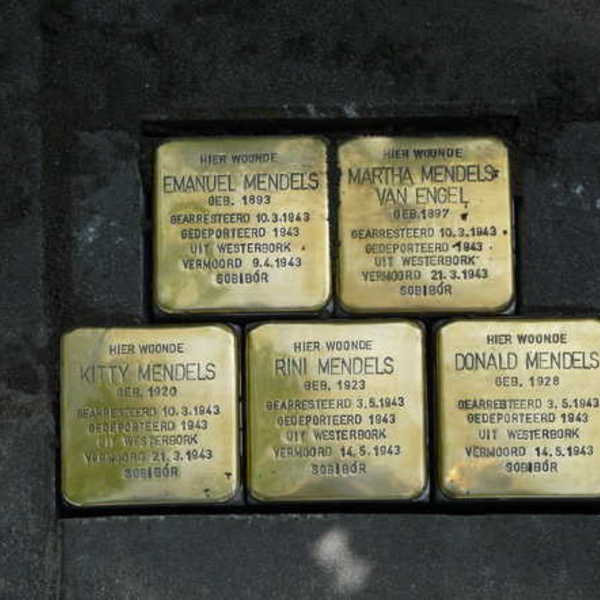 HIER WOONDE
EMANUEL MENDELS
GEB. 1893
GEARRESTEERD 10.3.1943
GEDEPORTEERD 1943
UIT WESTERBORK
VERMOORD 9.4.1943
SOBIBÓR
HIER WOONDE
MARTHA MENDELS
VAN ENGEL
GEB. 1897
GEARRESTEERD 10.3.1943
GEDEPORTEERD 1943
UIT WESTERBORK
VERMOORD 21.3.1943
SOBIBÓR
HIER WOONDE
KITTY MENDELS
GEB. 1920
GEARRESTEERD 10.3.1943
GEDEPORTEERD 1943
UIT WESTERBORK
VERMOORD 21.3.1943
SOBIBÓR
HIER WOONDE
RINI MENDELS
GEB. 1923
GEARRESTEERD 3.5.1943
GEDEPORTEERD 1943
UIT WESTERBORK
VERMOORD 14.5.1943
SOBIBÓR
HIER WOONDE
DONALD MENDELS
GEB. 1928
GEARRESTEERD 3.5.1943
GEDEPORTEERD 1943
UIT WESTERBORK
VERMOORD 14.5.1943
SOBIBÓR